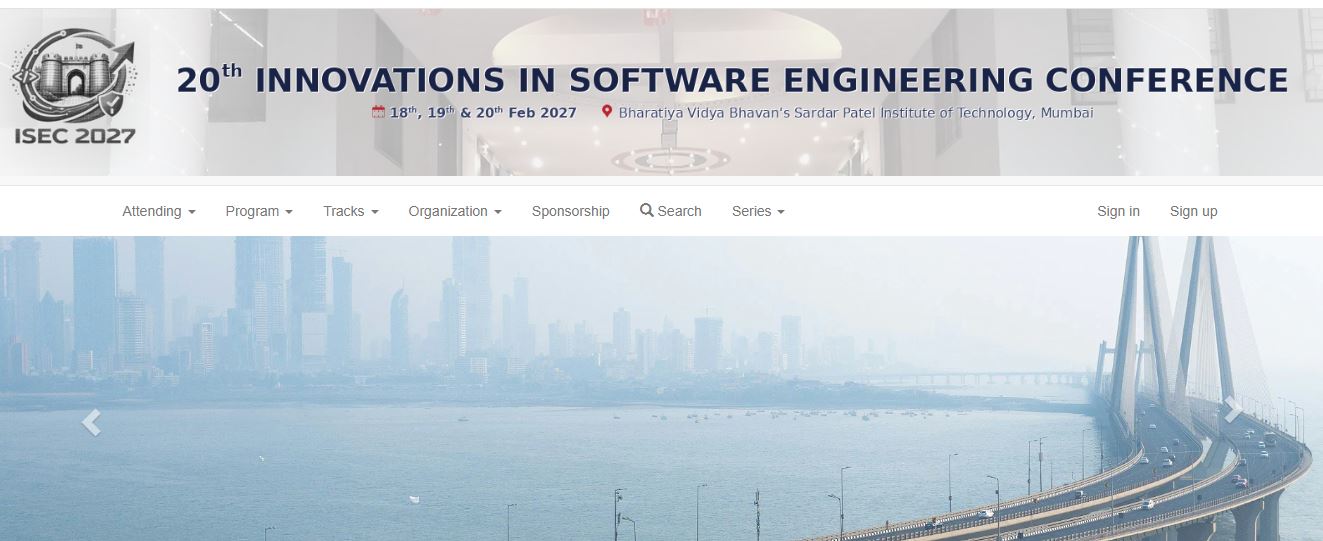 20th INNOVATIONS IN SOFTWARE ENGINEERING CONFERENCE
18th, 19th & 20th Feb 2027 Bharatiya Vidya Bhavan's Sardar Patel Institute of Technology, Mumbai
ISEC 2027
Attending Program Tracks Organization Sponsorship Search Series Sign in Sign up